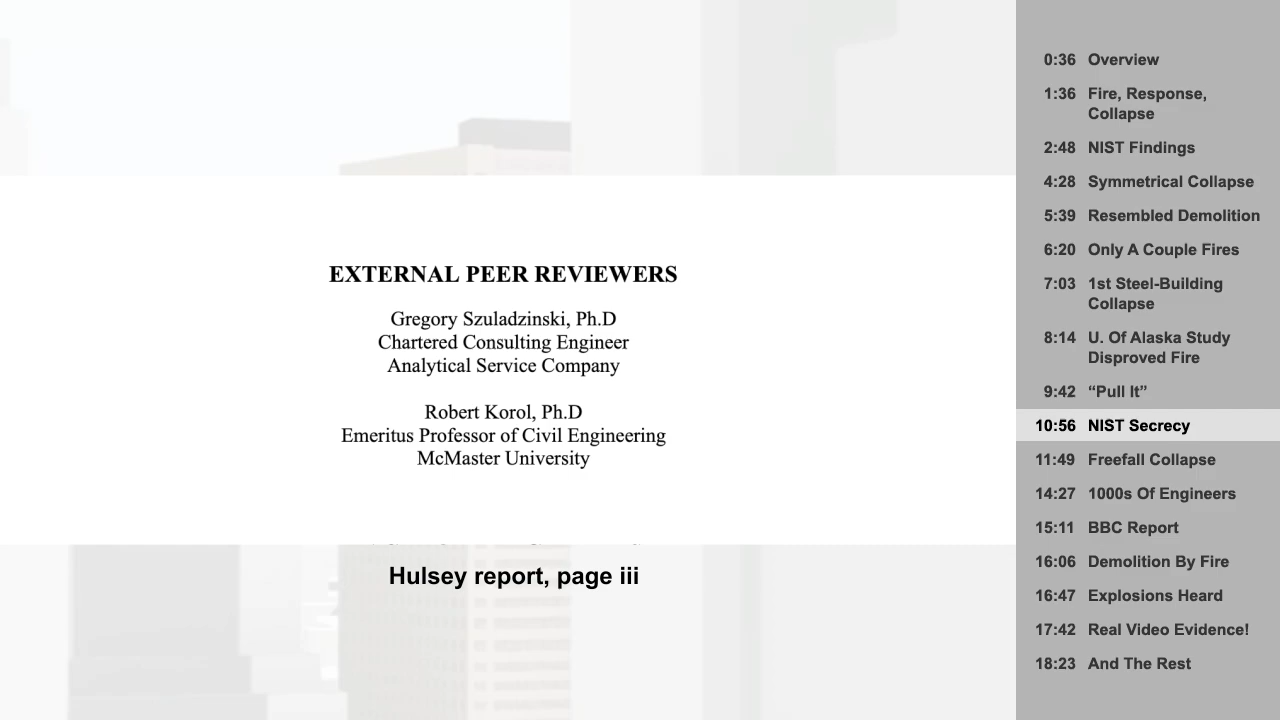 EXTERNAL PEER REVIEWERS
Gregory Szuladzinski, Ph.D
Chartered Consulting Engineer
Analytical Service Company
Robert Korol, Ph.D
Emeritus Professor of Civil Engineering
McMaster University
Hulsey report, page iii
0:36 Overview
1:36 Fire, Response,
Collapse
2:48 NIST Findings
4:28 Symmetrical Collapse
5:39 Resembled Demolition
6:20 Only A Couple Fires
7:03 1st Steel-Building
Collapse
8:14 U. Of Alaska Study
Disproved Fire
9:42 “Pull It”
10:56 NIST Secrecy
11:49 Freefall Collapse
14:27 1000s Of Engineers
15:11 BBC Report
16:06 Demolition By Fire
16:47 Explosions Heard
17:42 Real Video Evidence!
18:23 And The Rest